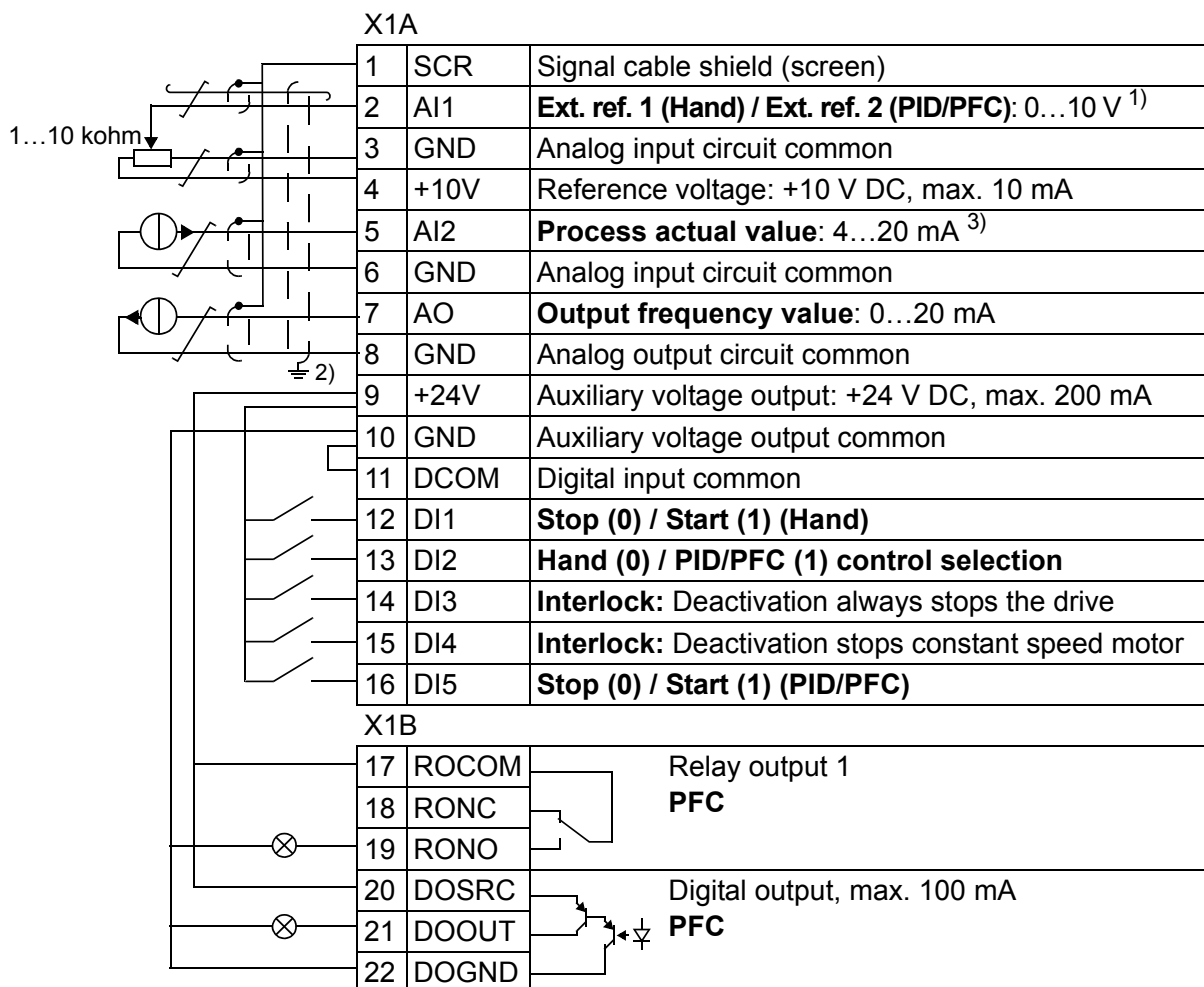 X1A
1 SCR Signal cable shield (screen)
2 AI1 Ext. ref. 1 (Hand) / Ext. ref. 2 (PID/PFC): 0…10 V 1)
1…10 kohm
3 GND Analog input circuit common
4 +10V Reference voltage: +10 V DC, max. 10 mA
5 AI2 Process actual value: 4…20 mA 3)
6 GND Analog input circuit common
7 AO Output frequency value: 0…20 mA
8 GND Analog output circuit common
2)
9 +24V Auxiliary voltage output: +24 V DC, max. 200 mA
10 GND Auxiliary voltage output common
11 DCOM Digital input common
12 DI1 Stop (0) / Start (1) (Hand)
13 DI2 Hand (0) / PID/PFC (1) control selection
14 DI3 Interlock: Deactivation always stops the drive
15 DI4 Interlock: Deactivation stops constant speed motor
16 DI5 Stop (0) / Start (1) (PID/PFC)
X1B
17 ROCOM Relay output 1
18 RONC PFC
19 RONO
20 DOSRC Digital output, max. 100 mA
21 DOOUT PFC
22 DOGND